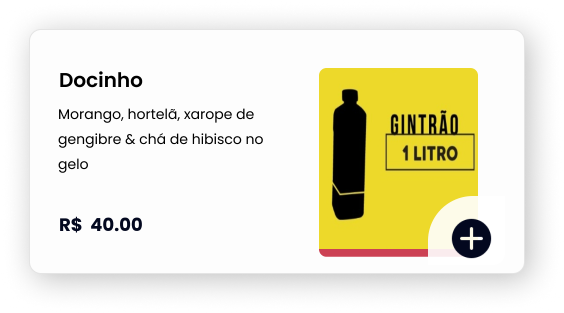 Docinho
Morango, hortelã, xarope de
gengibre & chá de hibisco no
gelo
R$ 40.00
GINTRÃO
1 LITRO